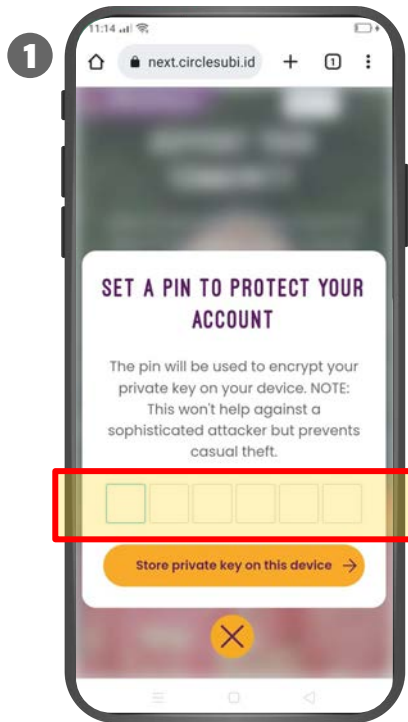 1
11:14
next.circlesubi.id
1
SET A PIN TO PROTECT YOUR
ACCOUNT
The pin will be used to encrypt your
private key on your device. NOTE:
This won't help against a
sophisticated attacker but prevents
casual theft.
Store private key on this device →